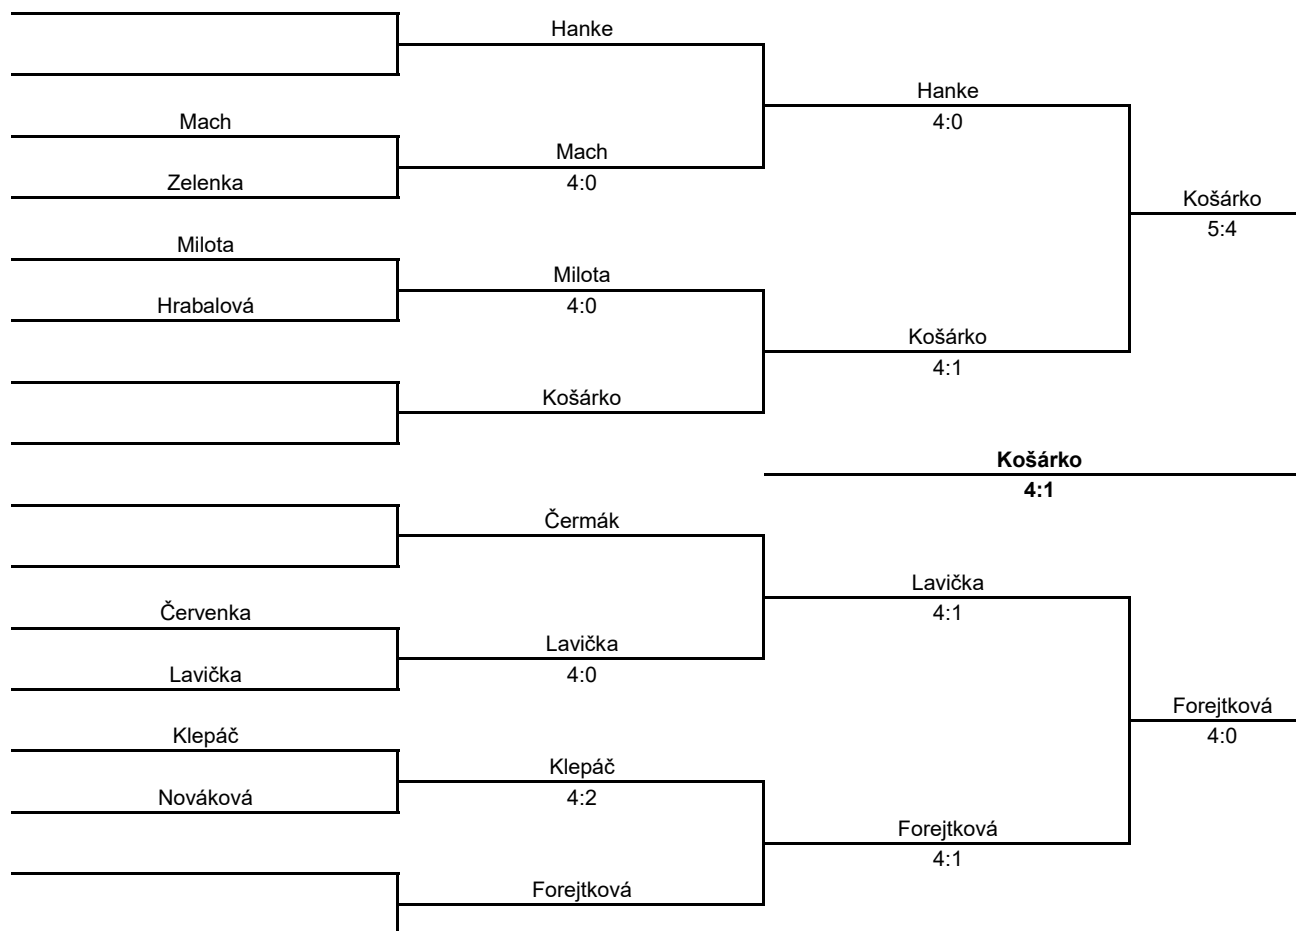 Hanke
Hanke
4:0
Mach
Mach
4:0
Zelenka
Košárko
5:4
Milota
Milota
4:0
Hrabalová
Košárko
4:1
Košárko
Košárko
4:1
Čermák
Lavička
4:1
Červenka
Lavička
4:0
Lavička
Forejtková
4:0
Klepáč
Klepáč
4:2
Nováková
Forejtková
4:1
Forejtková